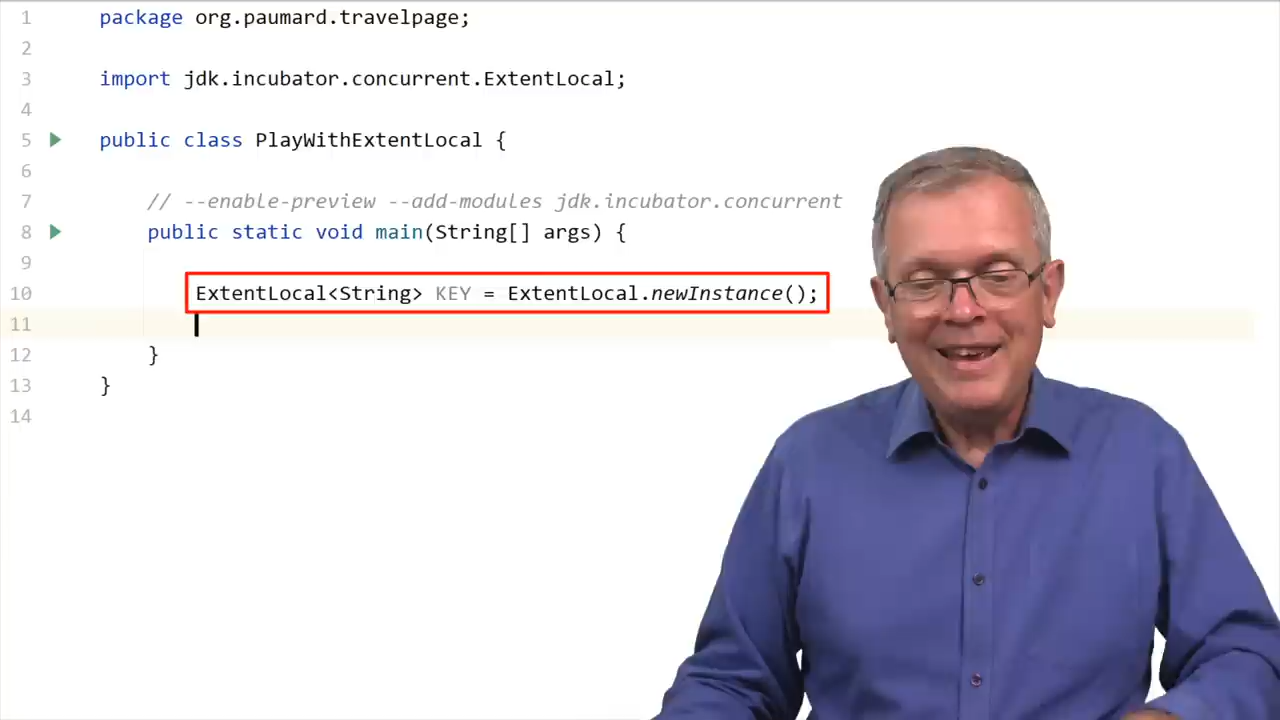 1 package org.paumard.travelpage;
2
3 import jdk.incubator.concurrent.ExtentLocal;
4
5 public class PlayWithExtentLocal {
6
7 // --enable-preview --add-modules jdk.incubator.concurrent
8 public static void main(String[] args) {
9
10 ExtentLocal<String> KEY = ExtentLocal.newInstance();
11
12 }
13 }
14